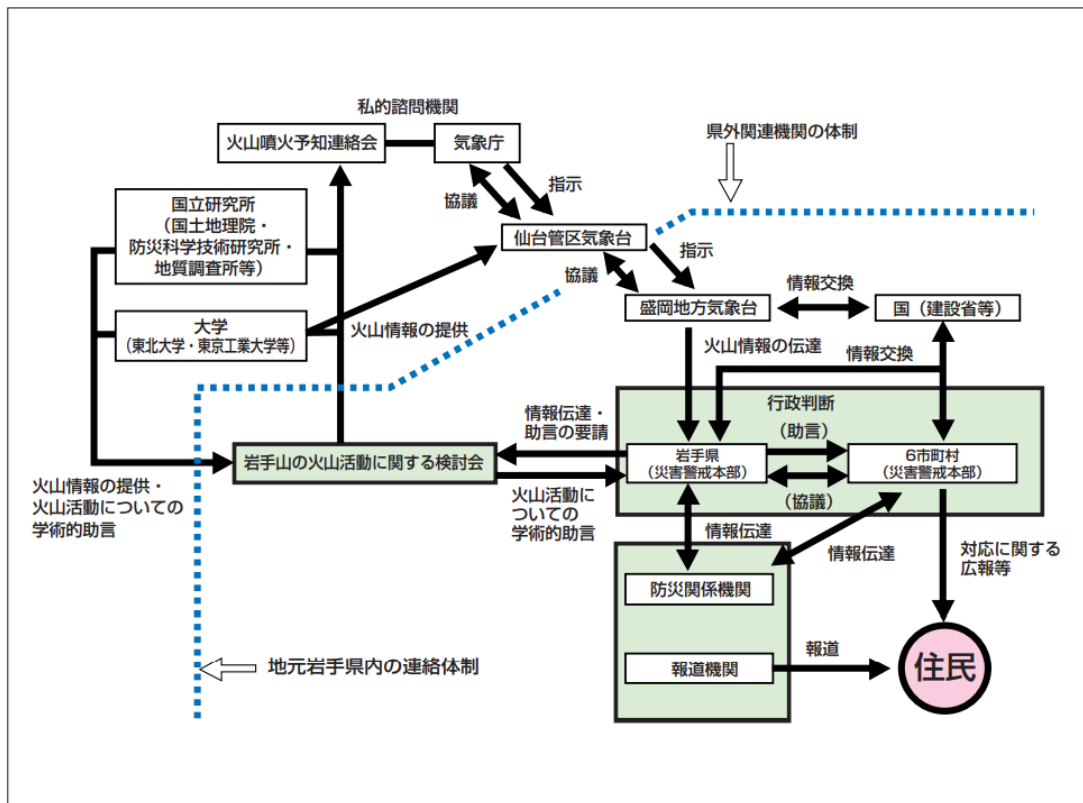 私的諮問機関
火山噴火予知連絡会
気象庁
県外関連機関の体制
指示
協議
国立研究所
（国土地理院・
防災科学技術研究所・
地質調査所等）
仙台管区気象台
指示
協議
情報交換
盛岡地方気象台
国（建設省等）
大学
（東北大学・東京工業大学等）
火山情報の提供
火山情報の伝達
情報交換
行政判断
情報伝達・
助言の要請
（助言）
岩手山の火山活動に関する検討会
岩手県
（災害警戒本部）
6市町村
（災害警戒本部）
（協議）
火山情報の提供・
火山活動についての
学術的助言
火山活動に
ついての
学術的助言
情報伝達
情報伝達
対応に関する
広報等
防災関係機関
地元岩手県内の連絡体制
報道機関
報道
住民